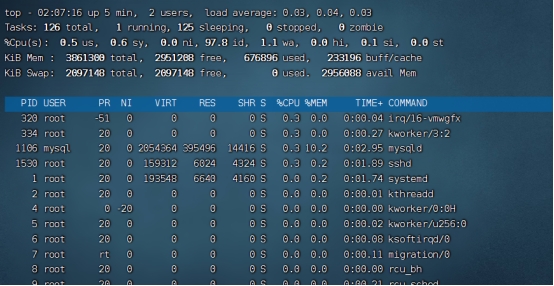 top - 02:07:16 up 5 min,  2 users,  load average: 0.03, 0.04, 0.03
Tasks: 126 total,   1 running, 125 sleeping,   0 stopped,   0 zombie
%Cpu(s):  0.5 us,  0.6 sy,  0.0 ni, 97.8 id,  1.1 wa,  0.0 hi,  0.1 si,  0.0 st
KiB Mem :  3861300 total,  2951208 free,   676896 used,   233196 buff/cache
KiB Swap:  2097148 total,  2097148 free,        0 used.  2956088 avail Mem
PID USER PR NI VIRT RES SHR S %CPU %MEM TIME+ COMMAND
320 root -51 0 0 0 0 S 0.3 0.0 0:00.04 irq/16-vmwgfx
334 root 20 0 0 0 0 S 0.3 0.0 0:00.27 kworker/3:2
1106 mysql 20 0 2054364 395496 14416 S 0.3 10.2 0:02.95 mysqld
1530 root 20 0 159312 6024 4324 S 0.3 0.2 0:01.89 sshd
1 root 20 0 193548 6640 4160 S 0.0 0.2 0:01.74 systemd
2 root 20 0 0 0 0 S 0.0 0.0 0:00.01 kthreadd
4 root 0 -20 0 0 0 S 0.0 0.0 0:00.00 kworker/0:0H
5 root 20 0 0 0 0 S 0.0 0.0 0:00.02 kworker/u256:0
6 root 20 0 0 0 0 S 0.0 0.0 0:00.08 ksoftirqd/0
7 root rt 0 0 0 0 S 0.0 0.0 0:00.11 migration/0
8 root 20 0 0 0 0 S 0.0 0.0 0:00.00 rcu_bh
9 root 20 0 0 0 0 S 0.0 0.0 0:00.21 rcu_sched